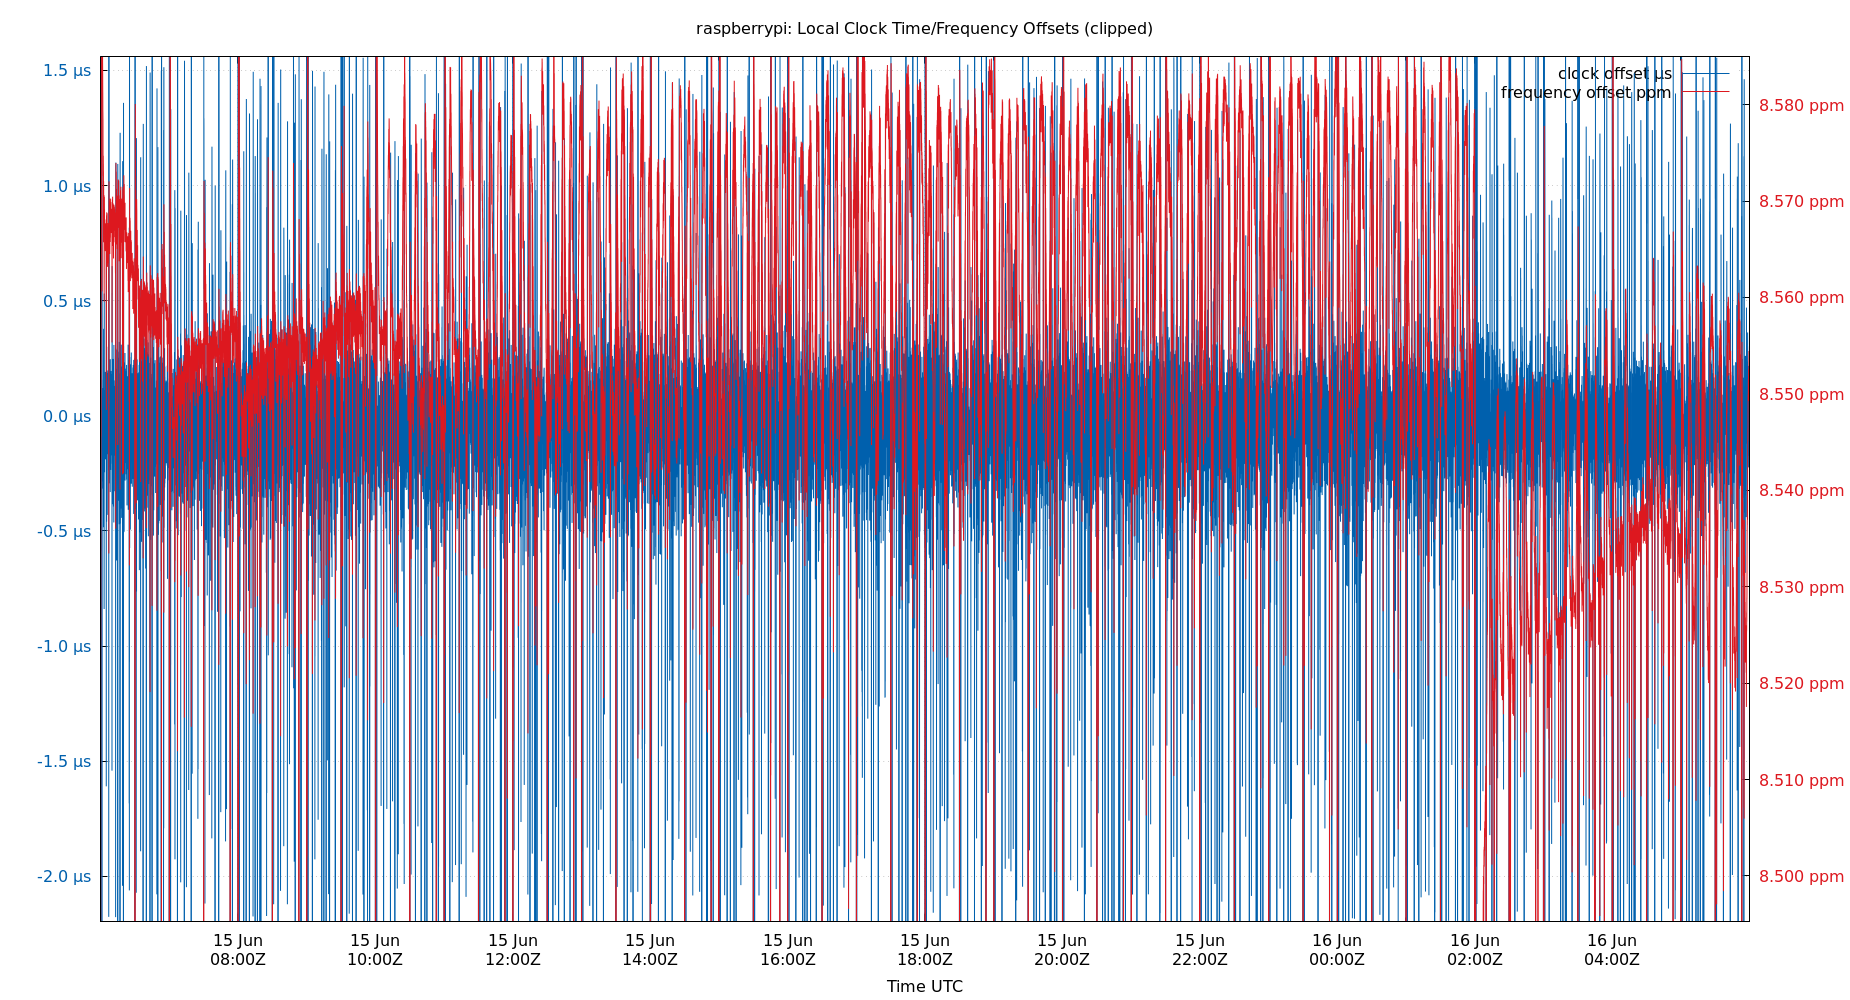 raspberrypi: Local Clock Time/Frequency Offsets (clipped)
clock offset µs
frequency offset ppm
1.5 µs
1.0 µs
0.5 µs
0.0 µs
-0.5 µs
-1.0 µs
-1.5 µs
-2.0 µs
8.580 ppm
8.570 ppm
8.560 ppm
8.550 ppm
8.540 ppm
8.530 ppm
8.520 ppm
8.510 ppm
8.500 ppm
15 Jun 15 Jun 15 Jun 15 Jun 15 Jun 15 Jun 15 Jun 15 Jun 16 Jun 16 Jun 16 Jun
08:00Z 10:00Z 12:00Z 14:00Z 16:00Z 18:00Z 20:00Z 22:00Z 00:00Z 02:00Z 04:00Z
Time UTC